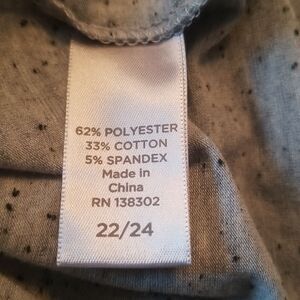 62% POLYESTER
33% COTTON
5% SPANDEX
Made in
China
RN 138302
22/24